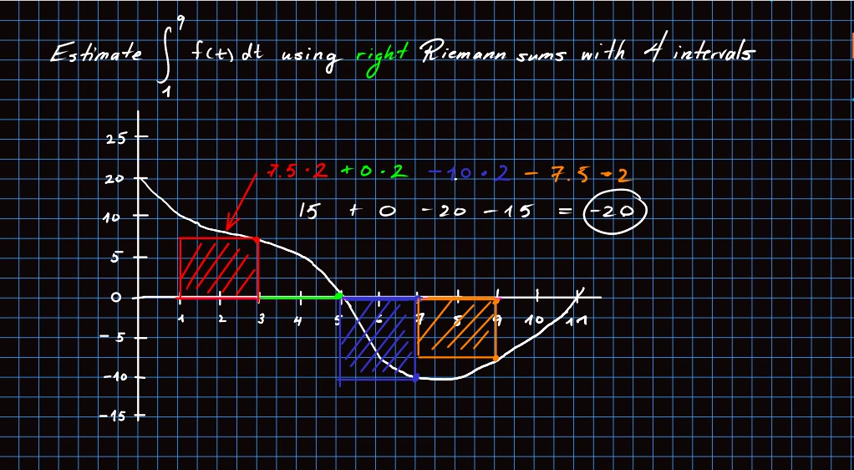 Estimate ∫₁⁹ f(t) dt using right Riemann sums with 4 intervals
25
20
10
5
0
-5
-10
-15
7.5·2 +0·2 -10·2 -7.5·2
15 + 0 -20 -15 = -20
1 2 3 4 5 6 7 8 9 10 11